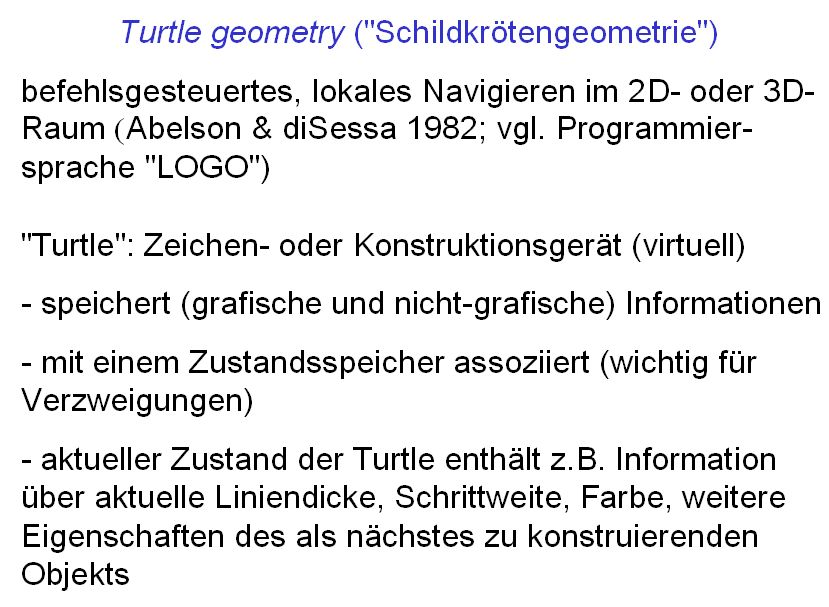 Turtle geometry ("Schildkrötengeometrie")
befehlsgesteuertes, lokales Navigieren im 2D- oder 3D-
Raum (Abelson & diSessa 1982; vgl. Programmier-
sprache "LOGO")
"Turtle": Zeichen- oder Konstruktionsgerät (virtuell)
- speichert (grafische und nicht-grafische) Informationen
- mit einem Zustandsspeicher assoziiert (wichtig für
Verzweigungen)
- aktueller Zustand der Turtle enthält z.B. Information
über aktuelle Liniendicke, Schrittweite, Farbe, weitere
Eigenschaften des als nächstes zu konstruierenden
Objekts